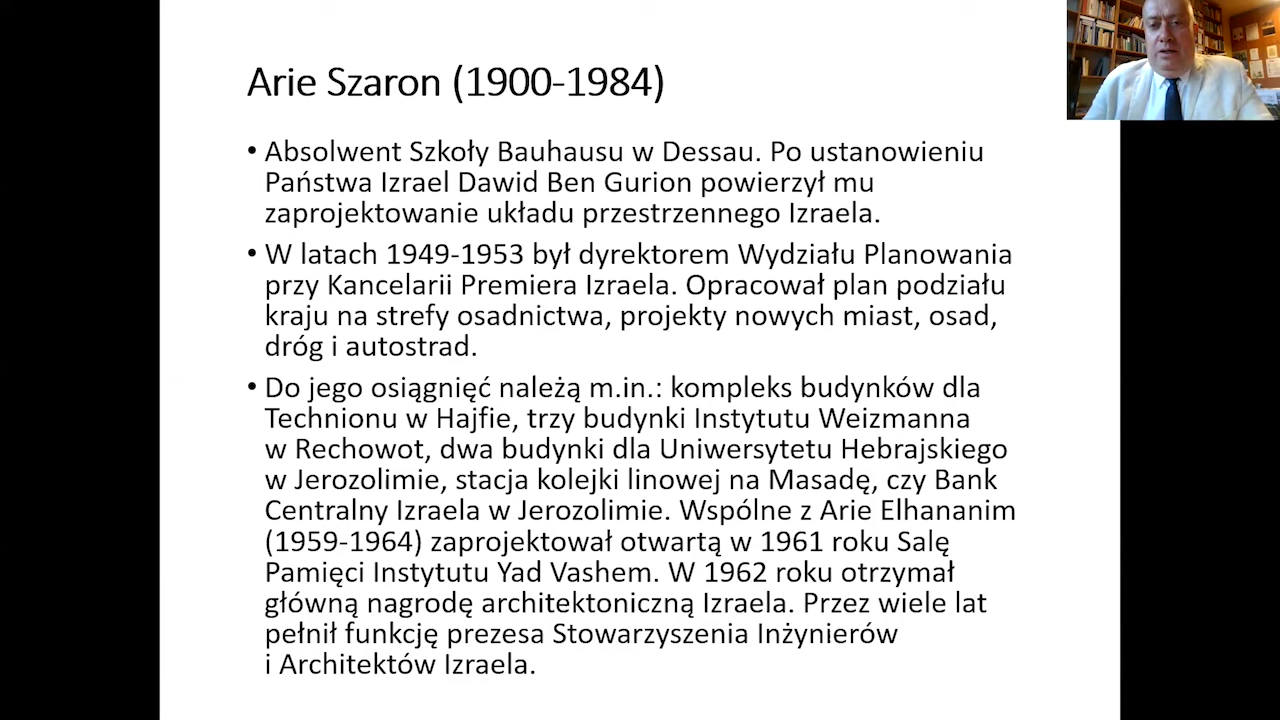 Arie Szaron (1900-1984)
• Absolwent Szkoły Bauhausu w Dessau. Po ustanowieniu
Państwa Izrael Dawid Ben Gurion powierzył mu
zaprojektowanie układu przestrzennego Izraela.
• W latach 1949-1953 był dyrektorem Wydziału Planowania
przy Kancelarii Premiera Izraela. Opracował plan podziału
kraju na strefy osadnictwa, projekty nowych miast, osad,
dróg i autostrad.
• Do jego osiągnięć należą m.in.: kompleks budynków dla
Technionu w Hajfie, trzy budynki Instytutu Weizmanna
w Rechowot, dwa budynki dla Uniwersytetu Hebrajskiego
w Jerozolimie, stacja kolejki linowej na Masadę, czy Bank
Centralny Izraela w Jerozolimie. Wspólne z Arie Elhananim
(1959-1964) zaprojektował otwartą w 1961 roku Salę
Pamięci Instytutu Yad Vashem. W 1962 roku otrzymał
główną nagrodę architektoniczną Izraela. Przez wiele lat
pełnił funkcję prezesa Stowarzyszenia Inżynierów
i Architektów Izraela.